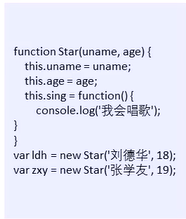 function Star(uname, age) {
this.uname = uname;
this.age = age;
this.sing = function() {
console.log('我会唱歌');
}
}
var ldh = new Star('刘德华', 18);
var zxy = new Star('张学友', 19);